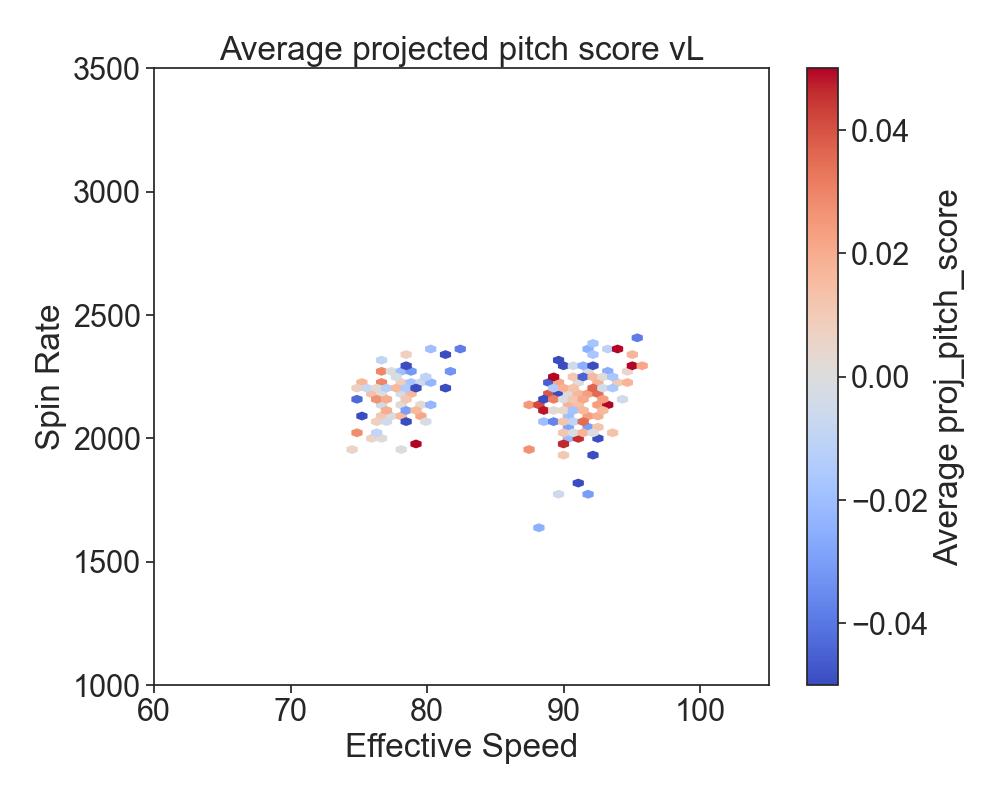 Average projected pitch score vL
3500
3000
2500
2000
1500
1000
Spin Rate
60 70 80 90 100
Effective Speed
0.04
0.02
0.00
−0.02
−0.04
Average proj_pitch_score